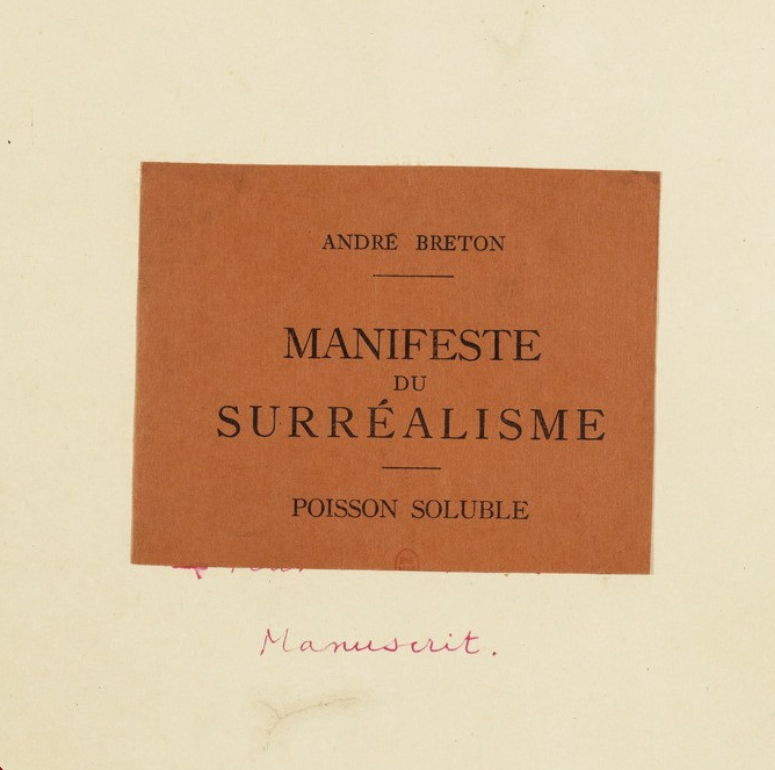 ANDRÉ BRETON
MANIFESTE
DU
SURRÉALISME
POISSON SOLUBLE
Manuscrit.